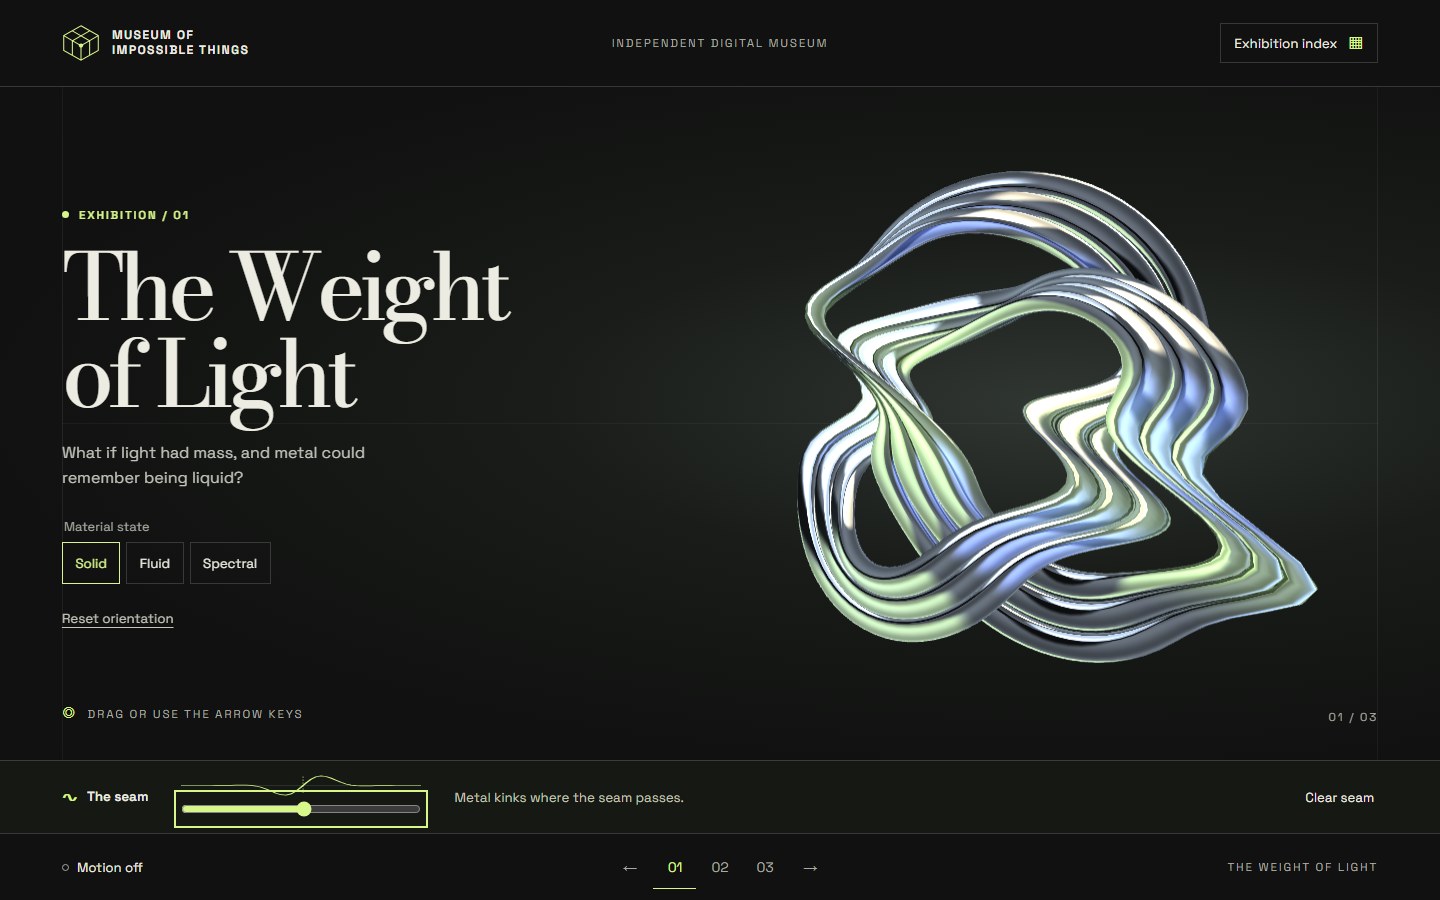 MUSEUM OF
IMPOSSIBLE THINGS
INDEPENDENT DIGITAL MUSEUM
Exhibition index
EXHIBITION / 01
The Weight
of Light
What if light had mass, and metal could
remember being liquid?
Material state
Solid Fluid Spectral
Reset orientation
DRAG OR USE THE ARROW KEYS
01 / 03
The seam
Metal kinks where the seam passes.
Clear seam
Motion off
← 01 02 03 →
THE WEIGHT OF LIGHT